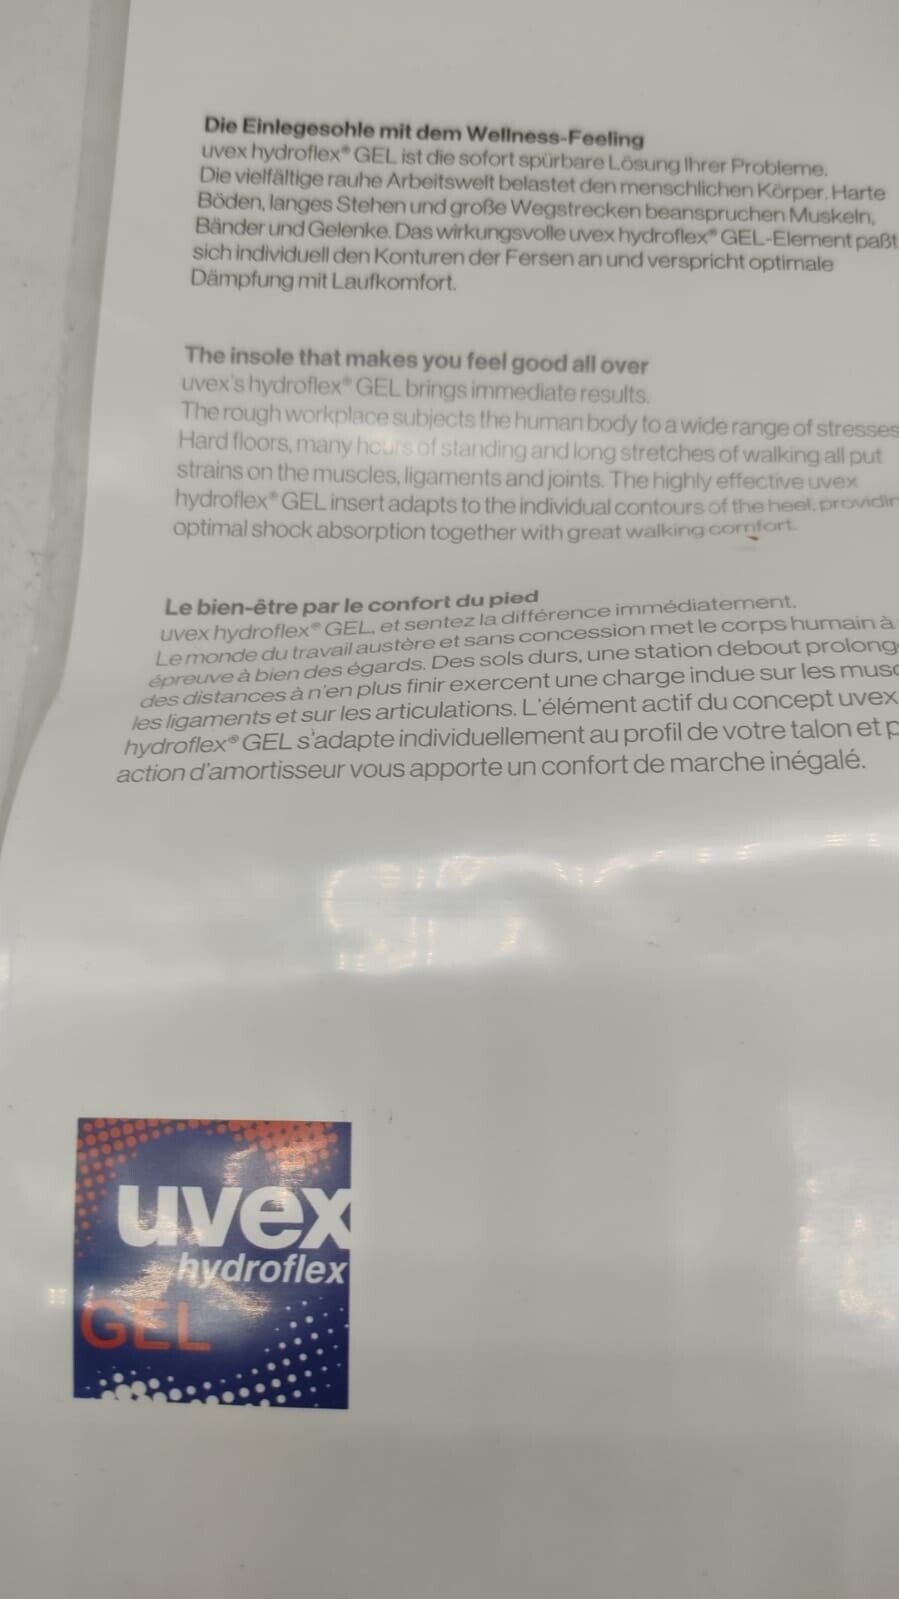 Die Einlegesohle mit dem Wellness-Feeling
uvex hydroflex® GEL ist die sofort spürbare Lösung Ihrer Probleme.
Die vielfältige rauhe Arbeitswelt belastet den menschlichen Körper. Harte
Böden, langes Stehen und große Wegstrecken beanspruchen Muskeln,
Bänder und Gelenke. Das wirkungsvolle uvex hydroflex® GEL-Element paßt
sich individuell den Konturen der Fersen an und verspricht optimale
Dämpfung mit Laufkomfort.
The insole that makes you feel good all over
uvex's hydroflex® GEL brings immediate results.
The rough workplace subjects the human body to a wide range of stresses
Hard floors, many hours of standing and long stretches of walking all put
strains on the muscles, ligaments and joints. The highly effective uvex
hydroflex® GEL insert adapts to the individual contours of the heel, providin
optimal shock absorption together with great walking comfort.
Le bien-être par le confort du pied
uvex hydroflex® GEL, et sentez la différence immédiatement.
Le monde du travail austère et sans concession met le corps humain à
épreuve à bien des égards. Des sols durs, une station debout prolong
des distances à n'en plus finir exercent une charge indue sur les musc
les ligaments et sur les articulations. L'élément actif du concept uvex
hydroflex® GEL s'adapte individuellement au profil de votre talon et p
action d'amortisseur vous apporte un confort de marche inégalé.
uvex
hydroflex
GEL